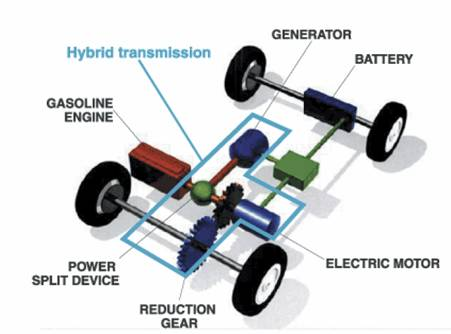 GENERATOR
Hybrid transmission
BATTERY
GASOLINE
ENGINE
POWER
SPLIT DEVICE
ELECTRIC MOTOR
REDUCTION
GEAR